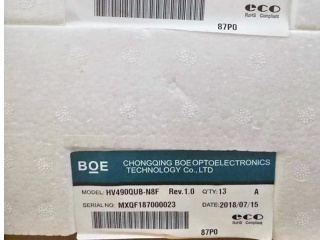 eco
RoHS Compliant
87P0
BOE
CHONGQING BOE OPTOELECTRONICS
TECHNOLOGY Co., LTD
MODEL: HV490QUB-N8F Rev.1.0 Q'TY: 13 A
SERIAL NO: MXQF187000023 DATE: 2018/07/15
eco
RoHS Compliant
87P0